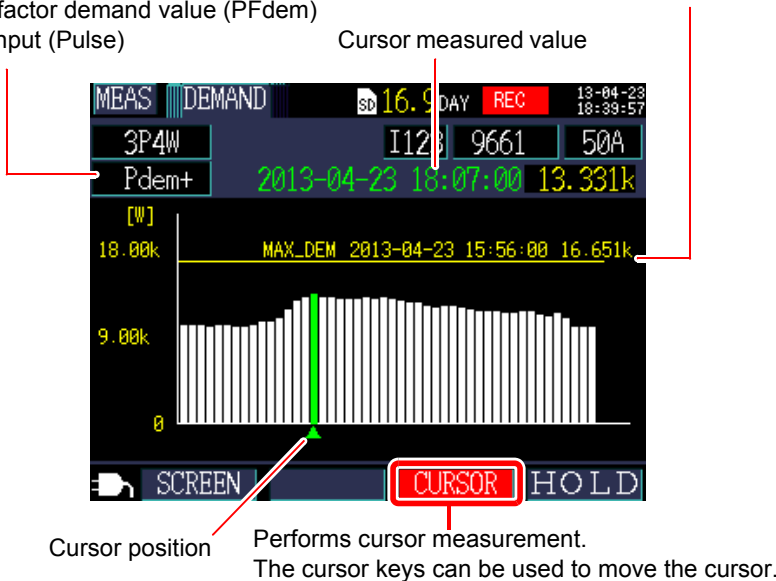 factor demand value (PFdem)
nput (Pulse)
Cursor measured value
MEAS DEMAND SD 16.9DAY REC 13-04-23
18:39:57
3P4W I123 9661 50A
Pdem+ 2013-04-23 18:07:00 13.331k
[W]
18.00k MAX_DEM 2013-04-23 15:56:00 16.651k
9.00k
0
SCREEN CURSOR HOLD
Cursor position
Performs cursor measurement.
The cursor keys can be used to move the cursor.